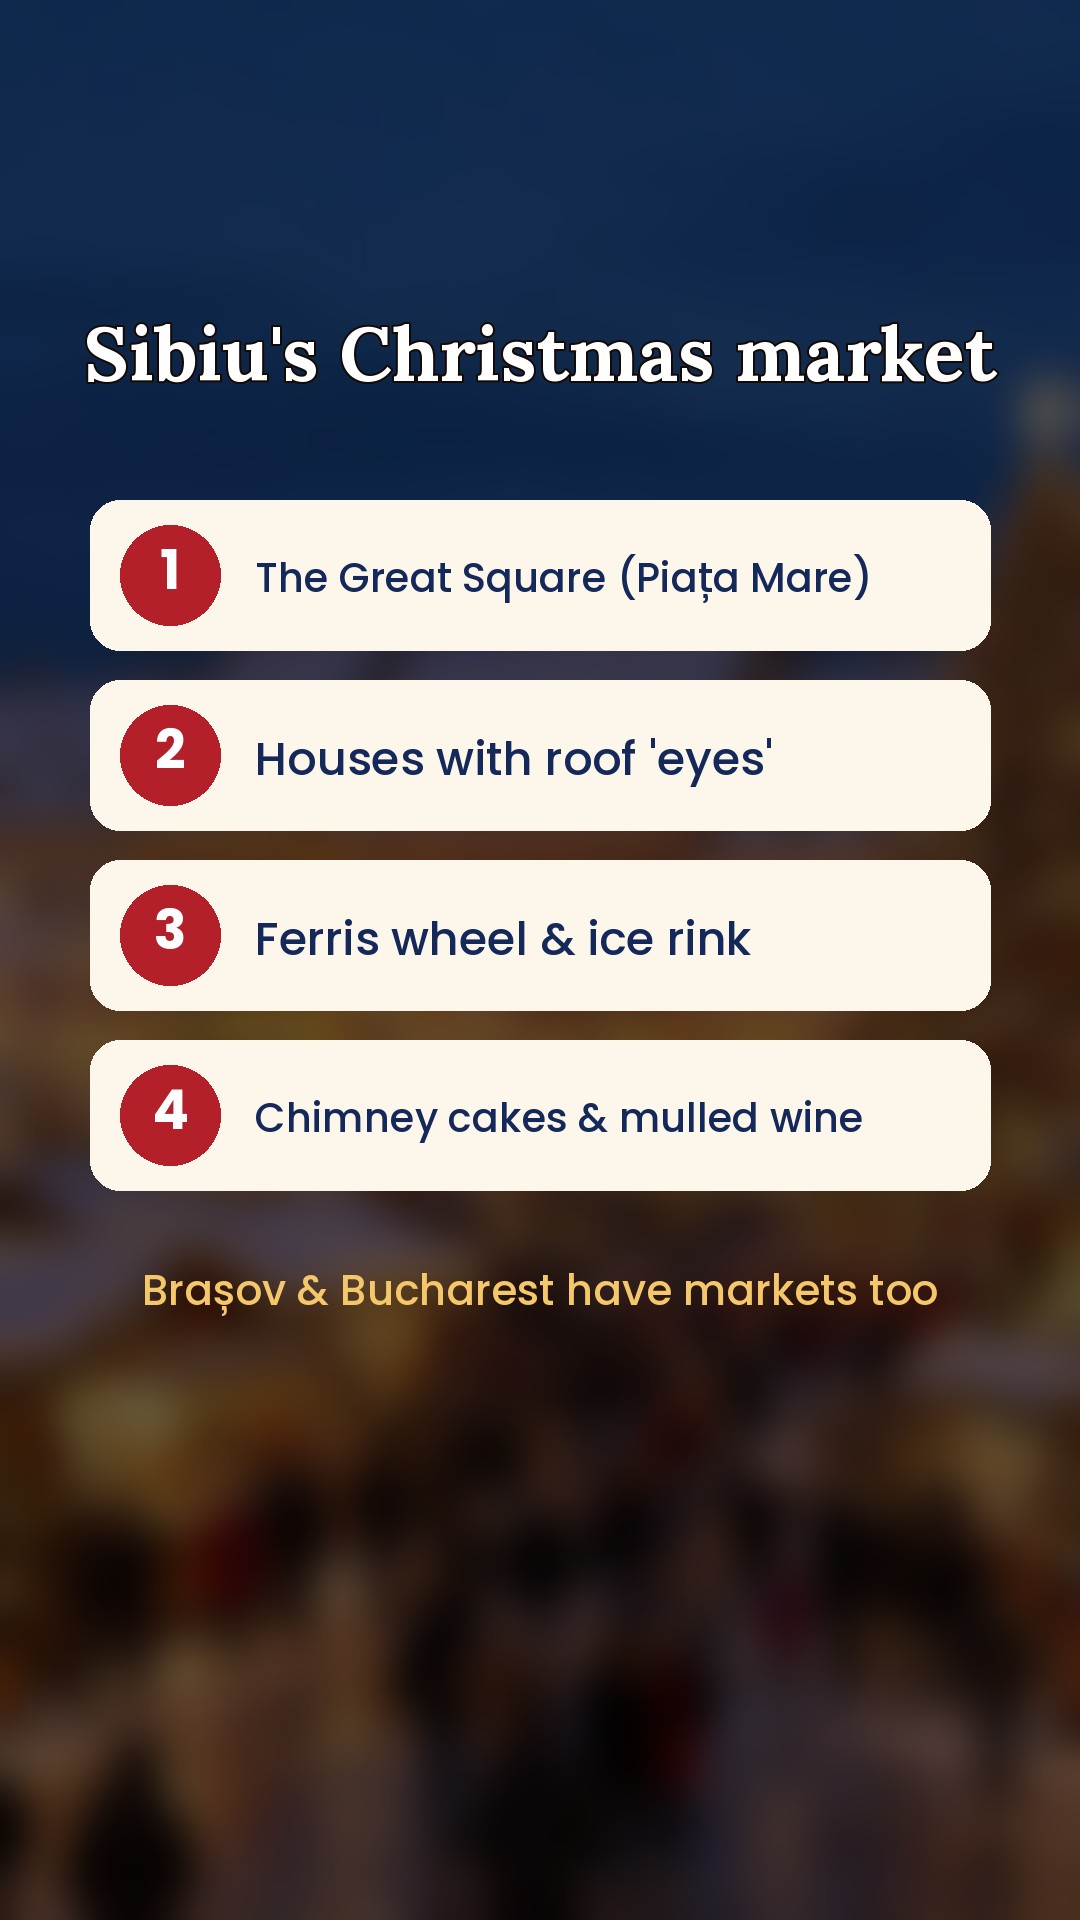 Sibiu's Christmas market
1 The Great Square (Piața Mare)
2 Houses with roof 'eyes'
3 Ferris wheel & ice rink
4 Chimney cakes & mulled wine
Brașov & Bucharest have markets too